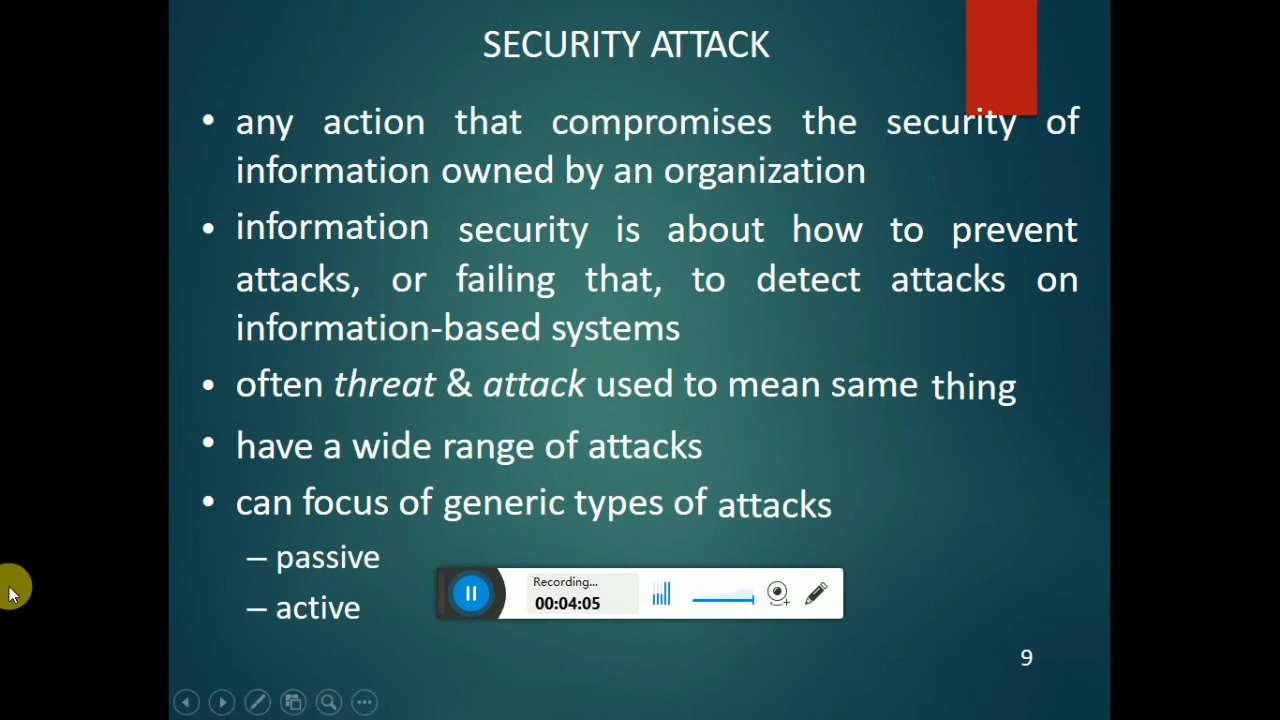 SECURITY ATTACK
• any action that compromises the security of
information owned by an organization
• information security is about how to prevent
attacks, or failing that, to detect attacks on
information-based systems
• often threat & attack used to mean same thing
• have a wide range of attacks
• can focus of generic types of attacks
– passive
– active
Recording...
00:04:05
9